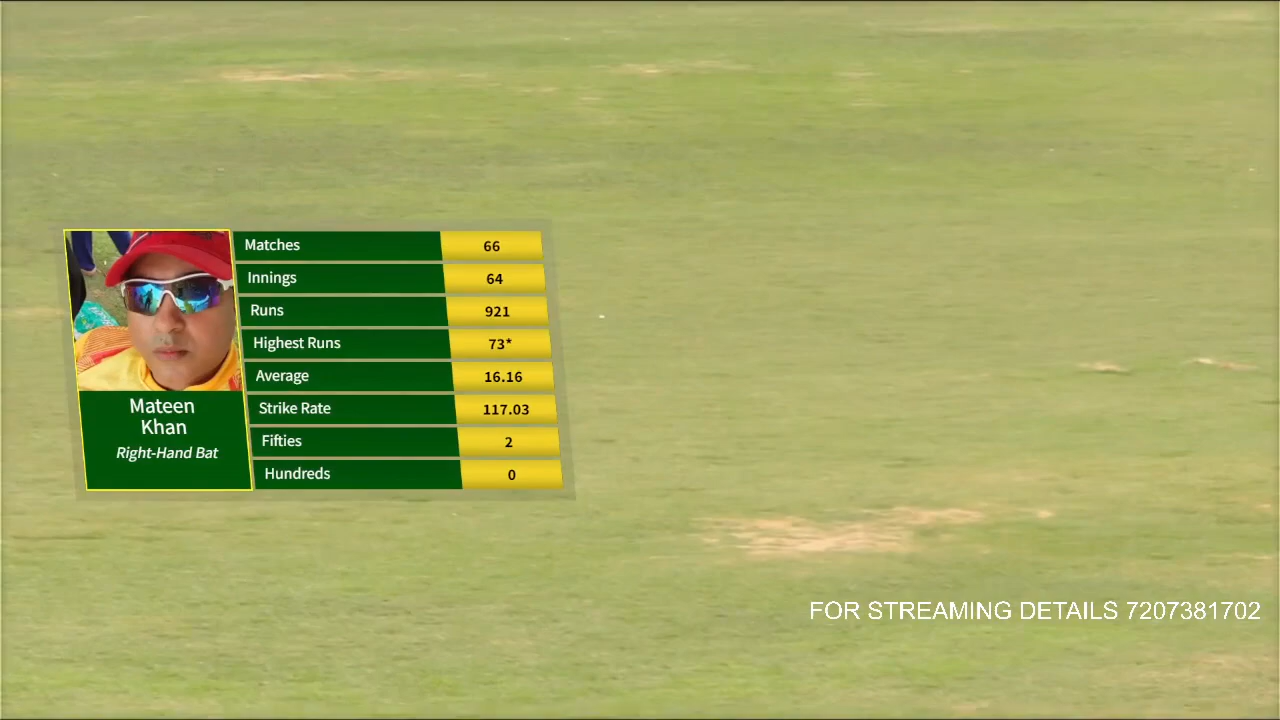 Matches 66
Innings 64
Runs 921
Highest Runs 73*
Average 16.16
Strike Rate 117.03
Fifties 2
Hundreds 0
Mateen
Khan
Right-Hand Bat
FOR STREAMING DETAILS 7207381702